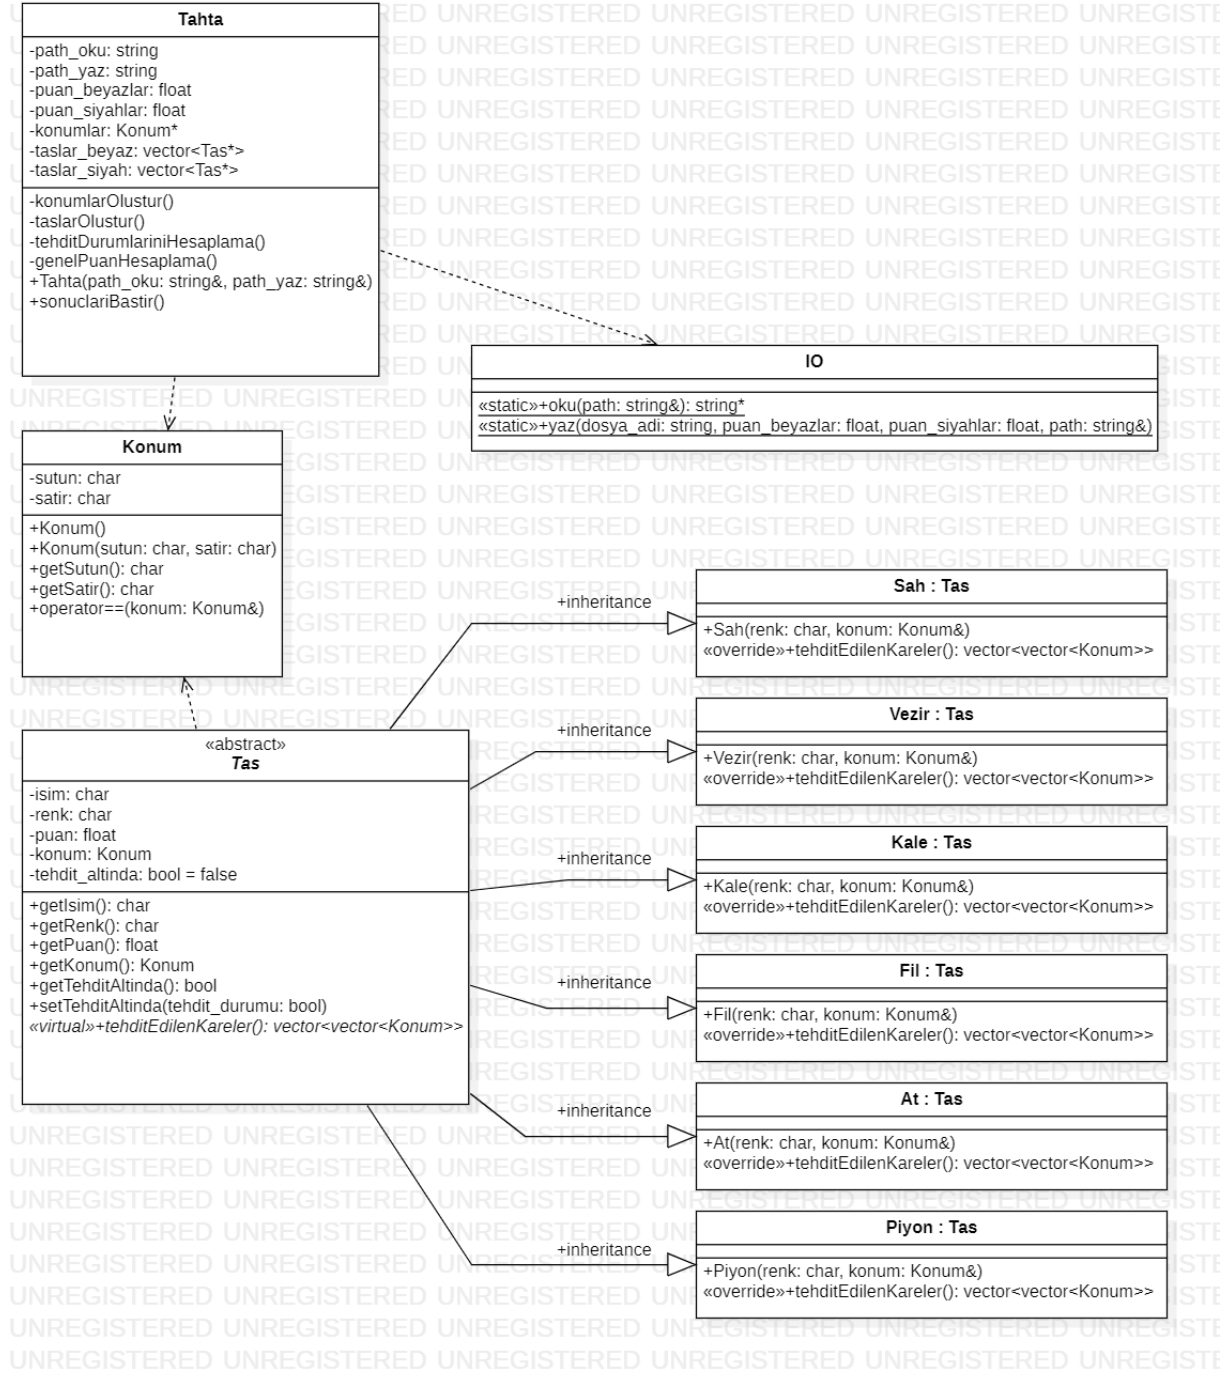 Tahta
-path_oku: string
-path_yaz: string
-puan_beyazlar: float
-puan_siyahlar: float
-konumlar: Konum*
-taslar_beyaz: vector<Tas*>
-taslar_siyah: vector<Tas*>
-konumlarOlustur()
-taslarOlustur()
-tehditDurumlariniHesaplama()
-genelPuanHesaplama()
+Tahta(path_oku: string&, path_yaz: string&)
+sonuclariBastir()
IO
«static»+oku(path: string&): string*
«static»+yaz(dosya_adi: string, puan_beyazlar: float, puan_siyahlar: float, path: string&)
Konum
-sutun: char
-satir: char
+Konum()
+Konum(sutun: char, satir: char)
+getSutun(): char
+getSatir(): char
+operator==(konum: Konum&)
«abstract»
Tas
-isim: char
-renk: char
-puan: float
-konum: Konum
-tehdit_altinda: bool = false
+getIsim(): char
+getRenk(): char
+getPuan(): float
+getKonum(): Konum
+getTehditAltinda(): bool
+setTehditAltinda(tehdit_durumu: bool)
«virtual»+tehditEdilenKareler(): vector<vector<Konum>>
+inheritance
Sah : Tas
+Sah(renk: char, konum: Konum&)
«override»+tehditEdilenKareler(): vector<vector<Konum>>
+inheritance
Vezir : Tas
+Vezir(renk: char, konum: Konum&)
«override»+tehditEdilenKareler(): vector<vector<Konum>>
+inheritance
Kale : Tas
+Kale(renk: char, konum: Konum&)
«override»+tehditEdilenKareler(): vector<vector<Konum>>
+inheritance
Fil : Tas
+Fil(renk: char, konum: Konum&)
«override»+tehditEdilenKareler(): vector<vector<Konum>>
+inheritance
At : Tas
+At(renk: char, konum: Konum&)
«override»+tehditEdilenKareler(): vector<vector<Konum>>
+inheritance
Piyon : Tas
+Piyon(renk: char, konum: Konum&)
«override»+tehditEdilenKareler(): vector<vector<Konum>>
UNREGISTERED UNREGISTERED UNREGISTERED UNREGISTERED UNREGISTERED